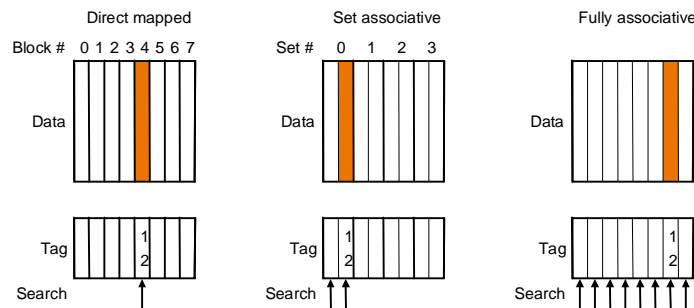 Direct mapped
Block # 0 1 2 3 4 5 6 7
Data
Tag
1
2
Search
Set associative
Set # 0 1 2 3
Data
Tag
1
2
Search
Fully associative
Data
Tag
1
2
Search